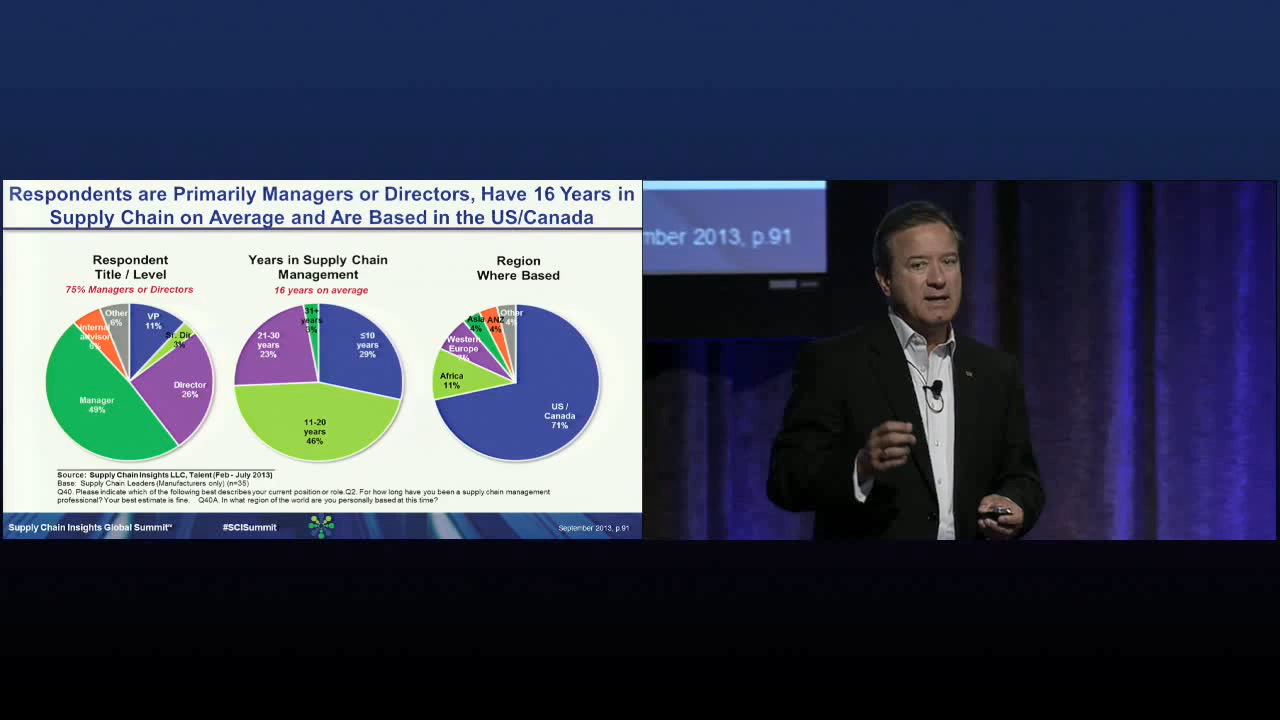 Respondents are Primarily Managers or Directors, Have 16 Years in
Supply Chain on Average and Are Based in the US/Canada
Respondent
Title / Level
75% Managers or Directors
Other
6%
VP
11%
Internal
advisor
6%
Sr. Dir.
3%
Director
26%
Manager
49%
Years in Supply Chain
Management
16 years on average
31+
years
3%
21-30
years
23%
≤10
years
29%
11-20
years
46%
Region
Where Based
Asia
4%
ANZ
4%
Other
4%
Western
Europe
Africa
11%
US /
Canada
71%
Source: Supply Chain Insights LLC, Talent (Feb - July 2013)
Base: Supply Chain Leaders (Manufacturers only) (n=35)
Q40. Please indicate which of the following best describes your current position or role.Q2. For how long have you been a supply chain management
professional? Your best estimate is fine. Q40A. In what region of the world are you personally based at this time?
Supply Chain Insights Global Summit℠
#SCISummit
September 2013, p.91
mber 2013, p.91